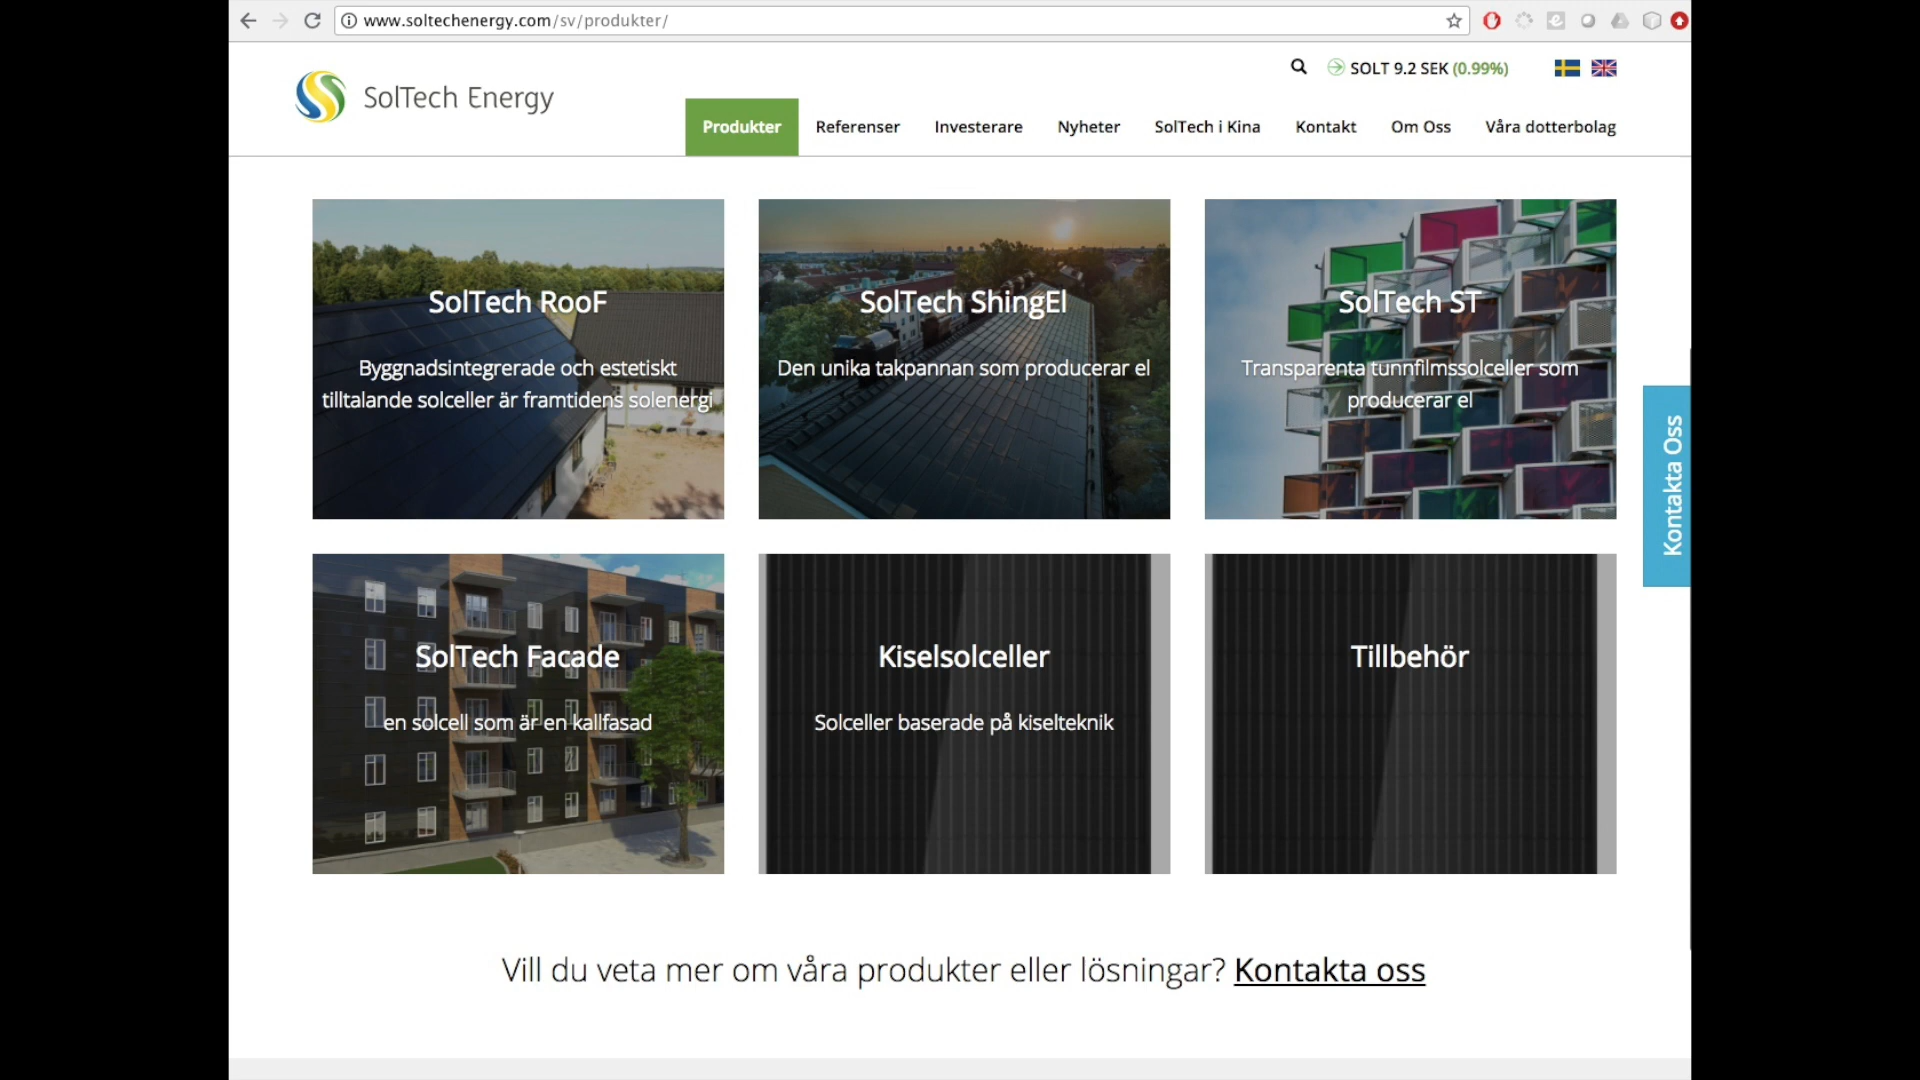 www.soltechenergy.com/sv/produkter/
SOLT 9.2 SEK (0.99%)
SolTech Energy
Produkter Referenser Investerare Nyheter SolTech i Kina Kontakt Om Oss Våra dotterbolag
SolTech RooF
Byggnadsintegrerade och estetiskt
tilltalande solceller är framtidens solenergi
SolTech ShingEl
Den unika takpannan som producerar el
SolTech ST
Transparenta tunnfilmssolceller som
producerar el
Kontakta Oss
SolTech Facade
en solcell som är en kallfasad
Kiselsolceller
Solceller baserade på kiselteknik
Tillbehör
Vill du veta mer om våra produkter eller lösningar? Kontakta oss